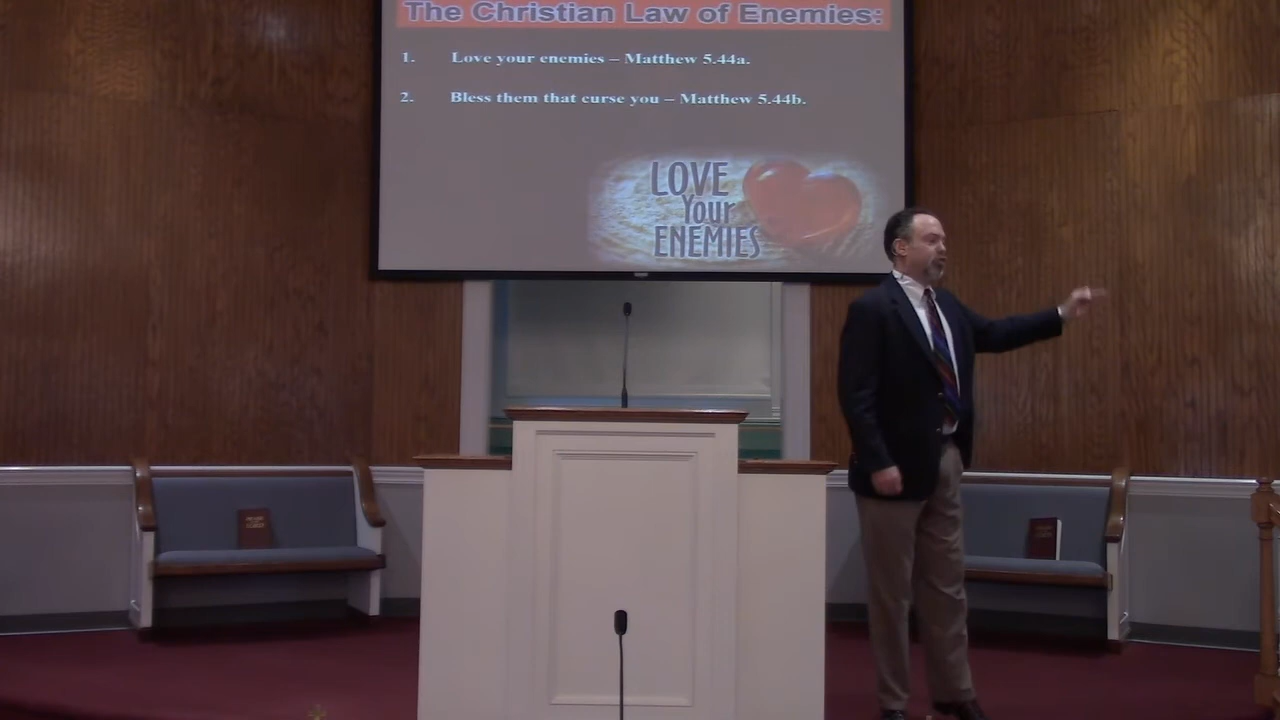 The Christian Law of Enemies:
1. Love your enemies – Matthew 5.44a.
2. Bless them that curse you – Matthew 5.44b.
LOVE
Your
ENEMIES